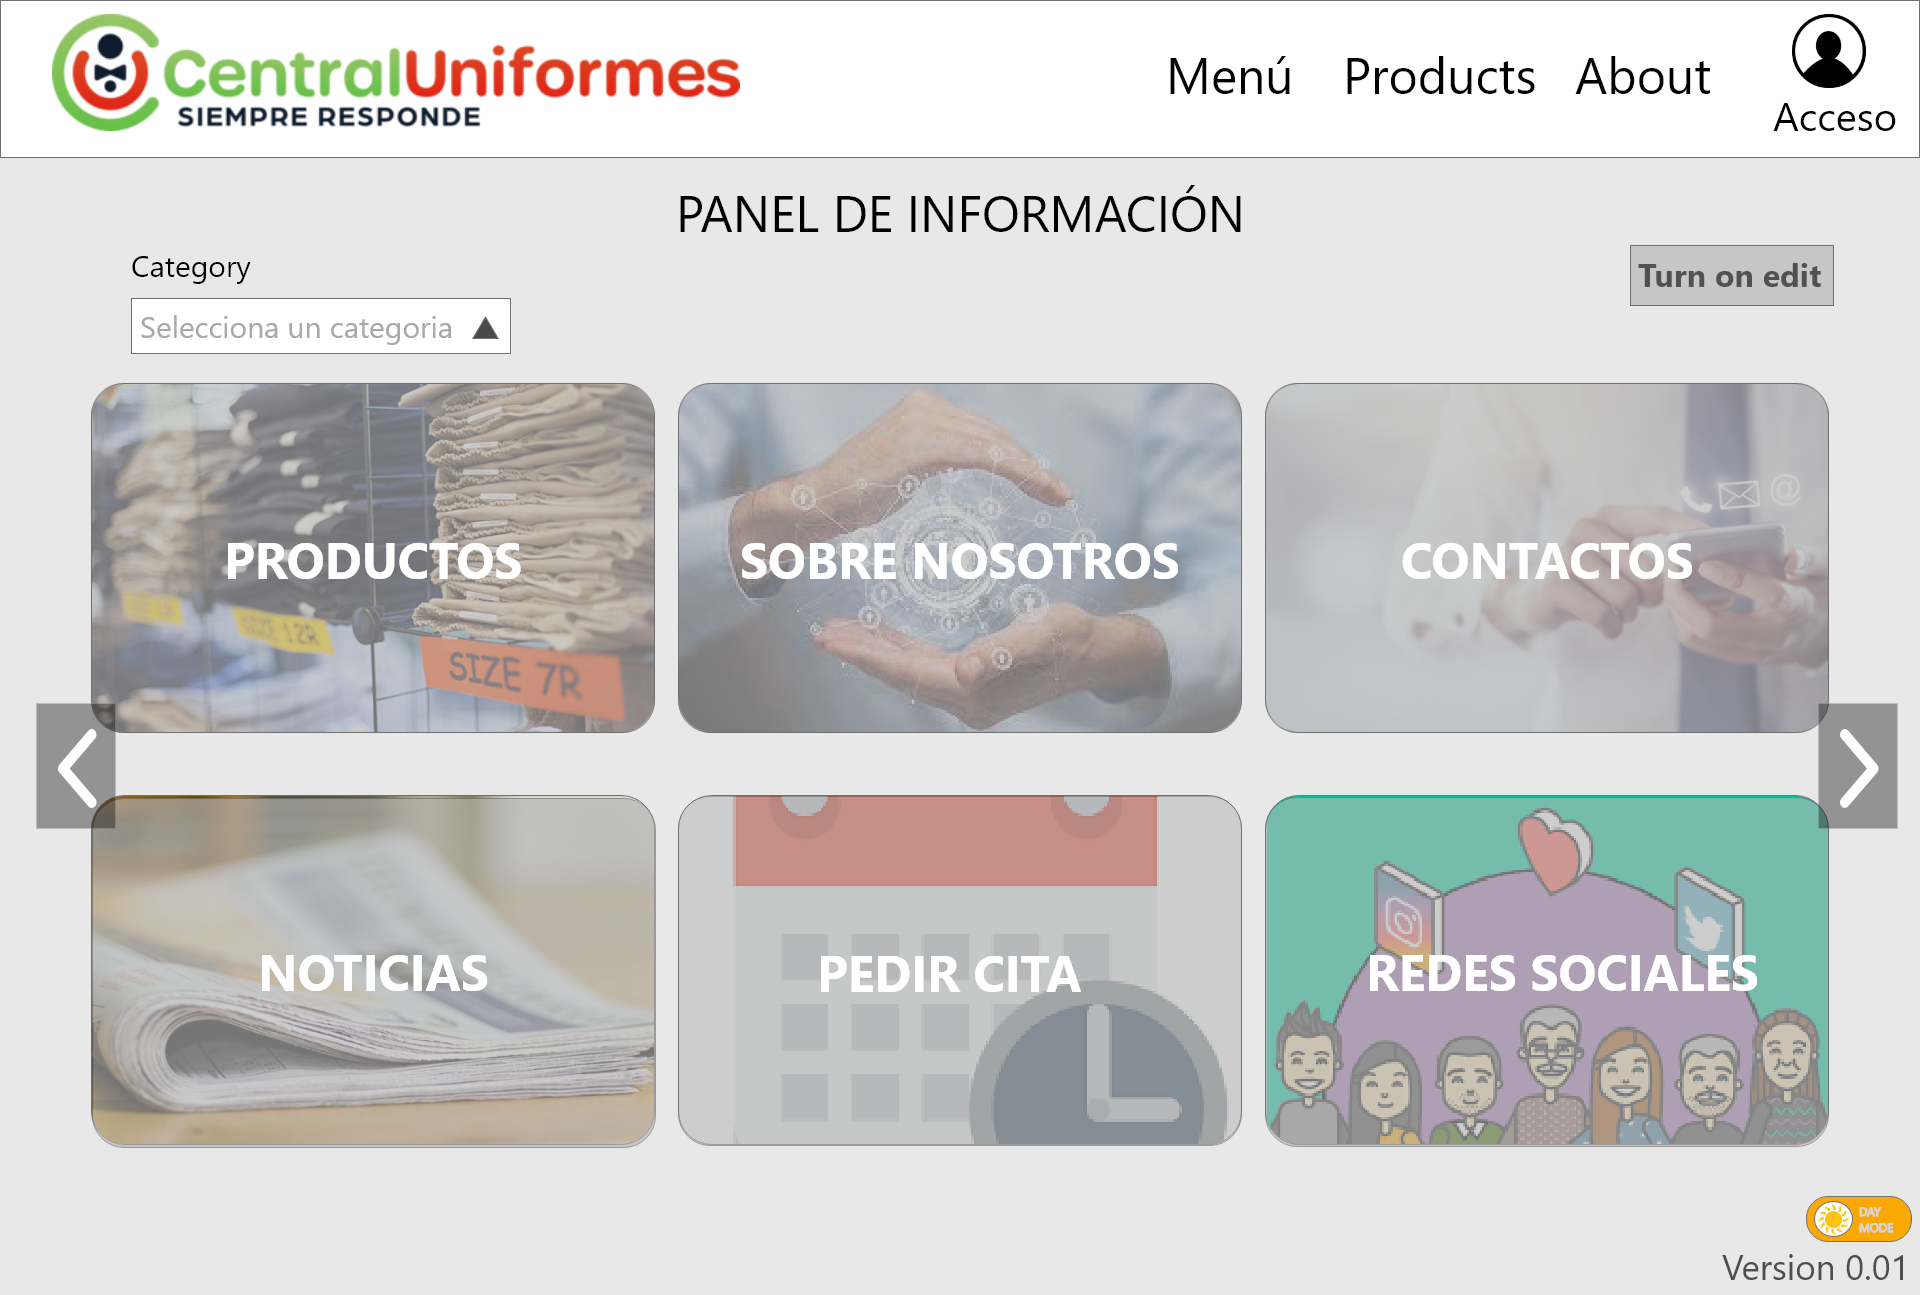 CentralUniformes
SIEMPRE RESPONDE
Menú
Products
About
Acceso
PANEL DE INFORMACIÓN
Category
Selecciona un categoria
Turn on edit
PRODUCTOS
12R
SIZE 7R
SOBRE NOSOTROS
CONTACTOS
@
NOTICIAS
PEDIR CITA
REDES SOCIALES
DAY
MODE
Version 0.01